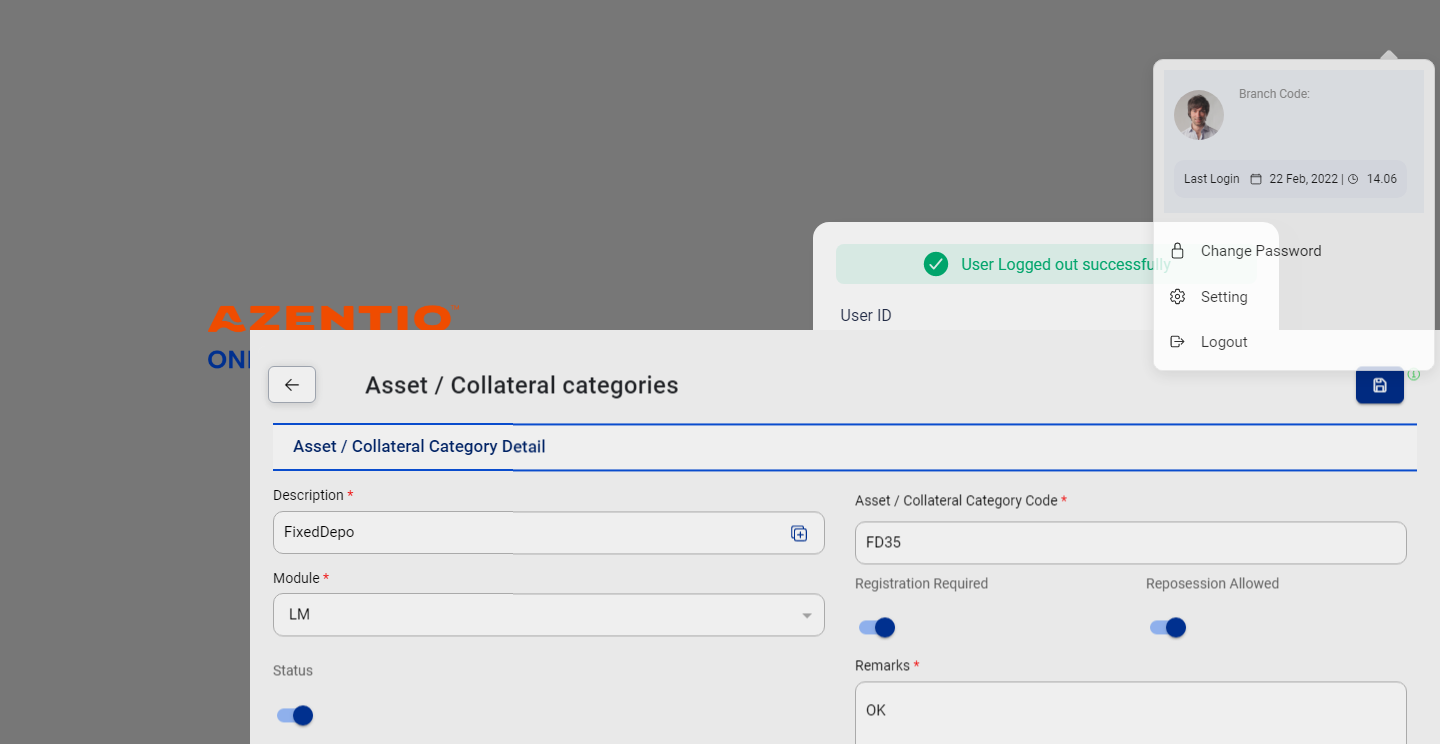 Branch Code:
Last Login 22 Feb, 2022 | 14.06
Change Password
User Logged out successfully
Setting
AZENTIO
User ID
Logout
Asset / Collateral categories
Asset / Collateral Category Detail
Description *
FixedDepo
Asset / Collateral Category Code *
FD35
Module *
LM
Registration Required
Reposession Allowed
Status
Remarks *
OK